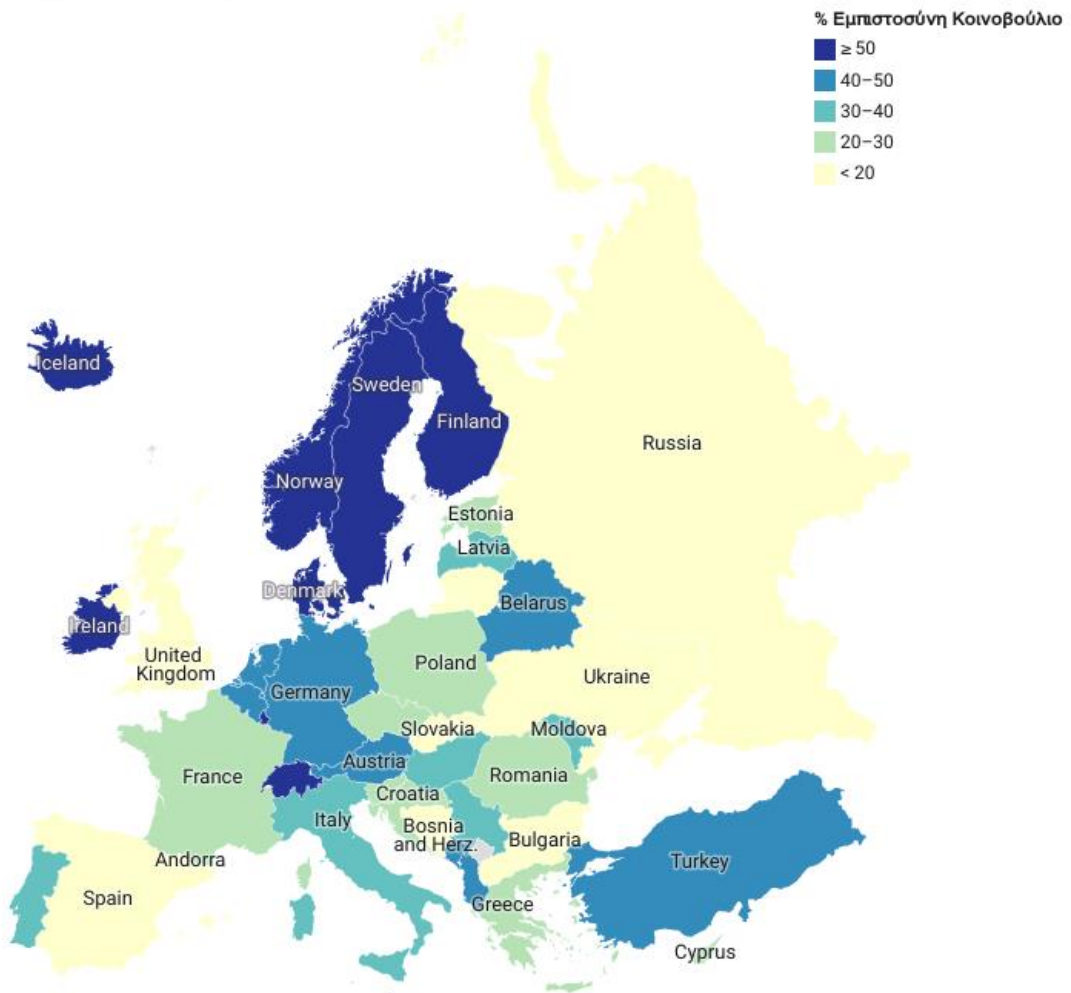 % Εμπιστοσύνη Κοινοβούλιο
≥ 50
40–50
30–40
20–30
< 20
Iceland
Sweden
Finland
Norway
Russia
Estonia
Latvia
Denmark
Belarus
Ireland
United
Kingdom
Poland
Germany
Ukraine
Slovakia
Moldova
Austria
France
Romania
Croatia
Italy
Bosnia
and Herz.
Bulgaria
Andorra
Turkey
Spain
Greece
Cyprus